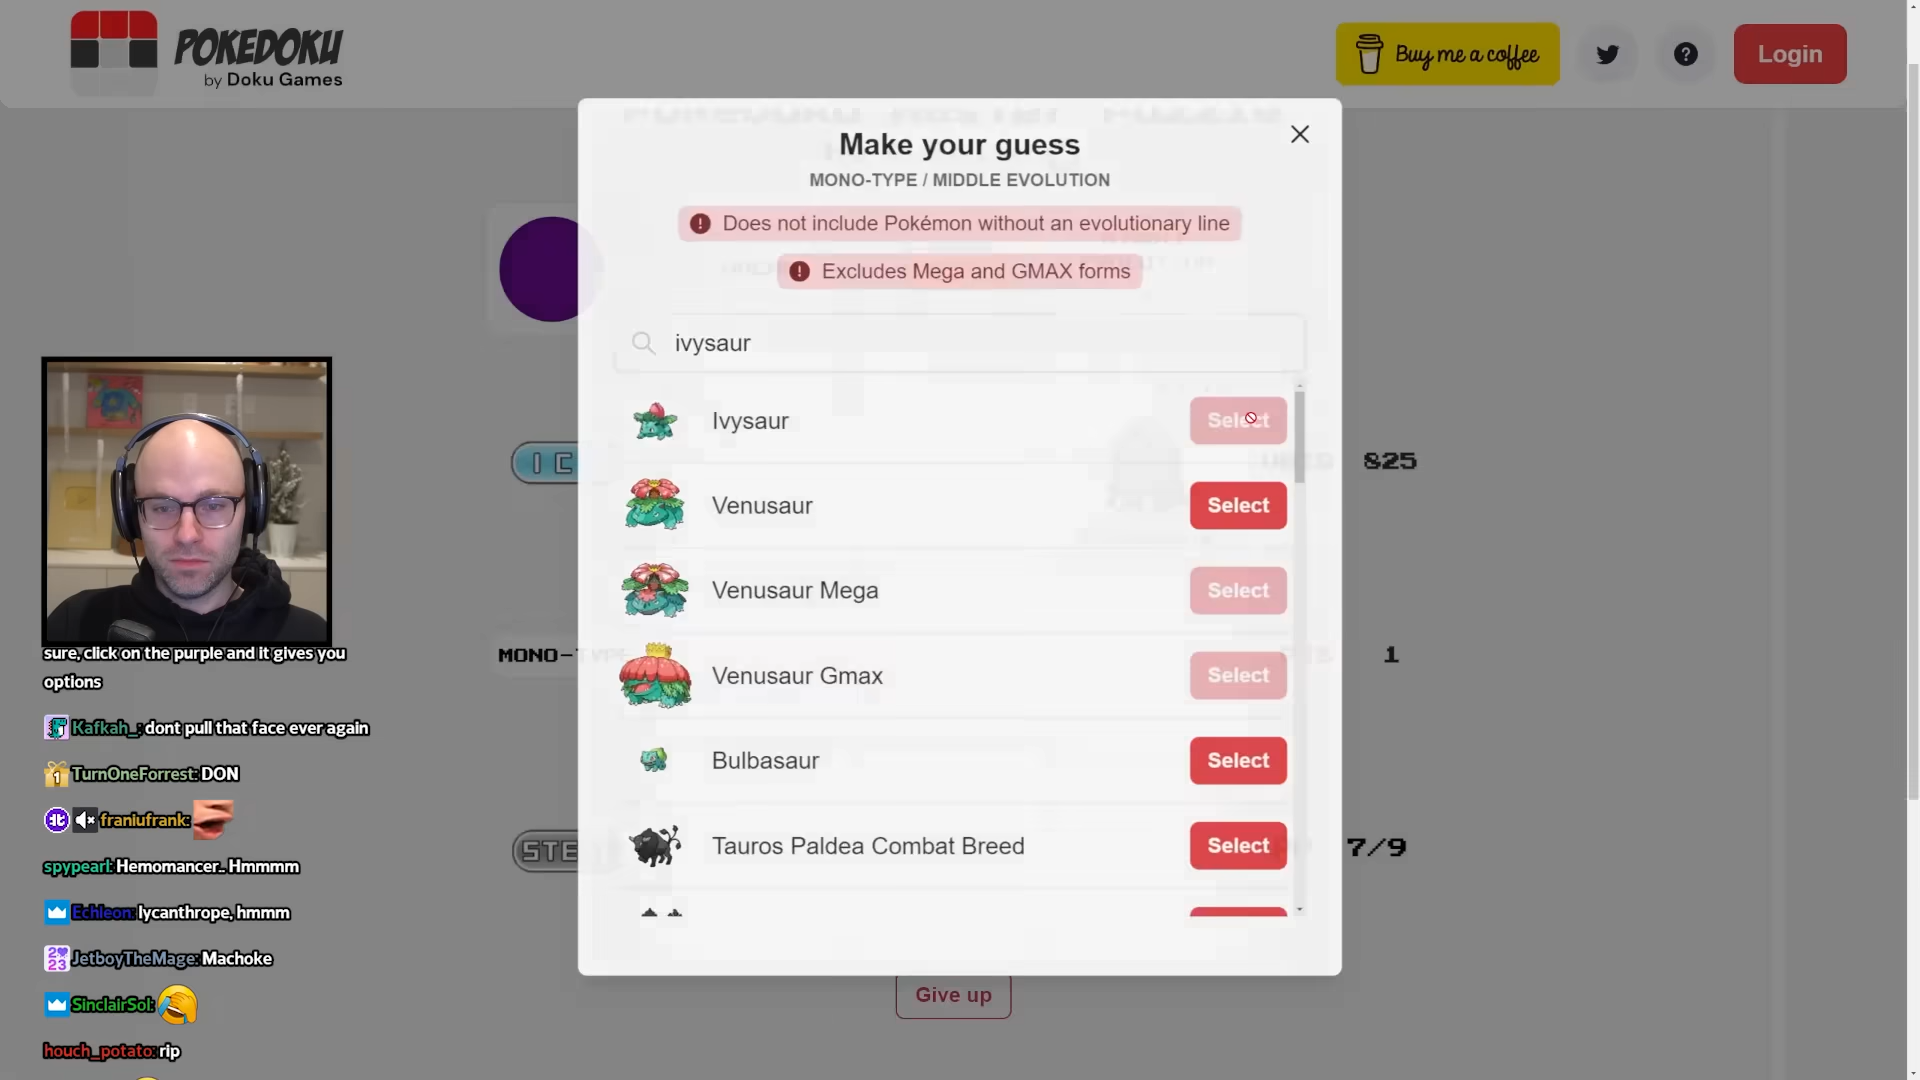 POKEDOKU
by Doku Games
Buy me a coffee
Login
Make your guess
MONO-TYPE / MIDDLE EVOLUTION
Does not include Pokémon without an evolutionary line
Excludes Mega and GMAX forms
ivysaur
Ivysaur
Select
Venusaur
Select
Venusaur Mega
Select
Venusaur Gmax
Select
Bulbasaur
Select
Tauros Paldea Combat Breed
Select
IC
825
MONO-TYPE
1
STE
7/9
Give up
sure, click on the purple and it gives you
options
Kafkah_: dont pull that face ever again
TurnOneForrest: DON
franiufrank:
spypearl: Hemomancer.. Hmmmm
Echleon: lycanthrope, hmmm
JetboyTheMage: Machoke
SinclairSol:
houch_potato: rip